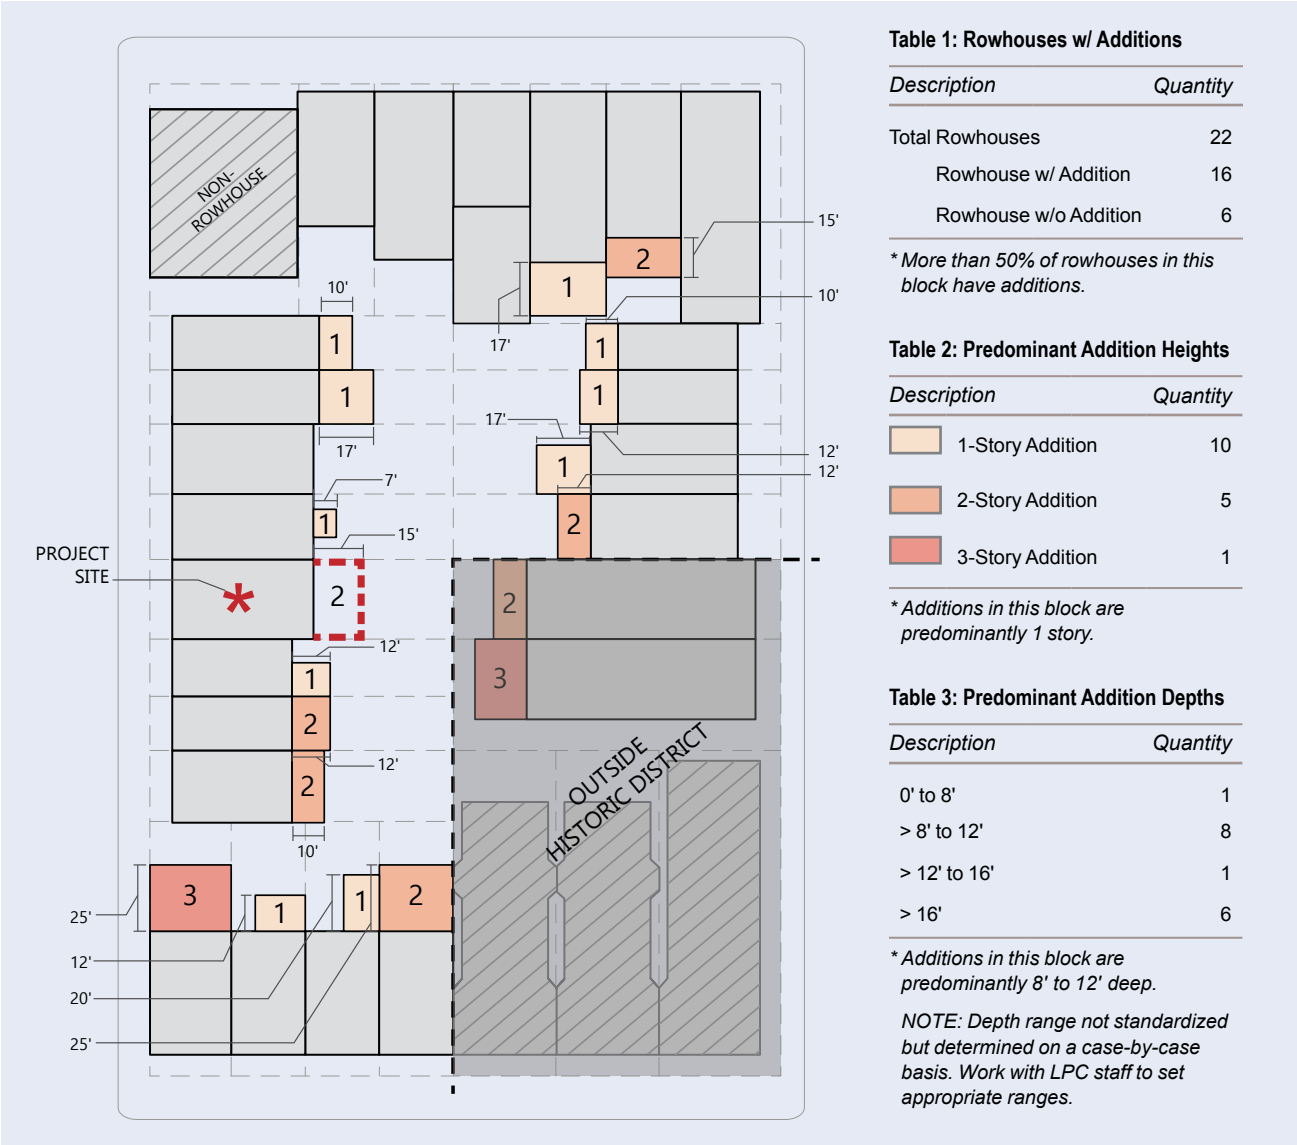 NON-
ROWHOUSE
15'
2
1
10'
10'
17'
1
1
1
1
17'
17'
12'
1
7'
12'
1
2
15'
PROJECT
SITE
*
2
2
12'
1
3
2
12'
2
OUTSIDE
HISTORIC DISTRICT
10'
3
1
1
2
25'
12'
20'
25'
Table 1: Rowhouses w/ Additions
Description Quantity
Total Rowhouses 22
Rowhouse w/ Addition 16
Rowhouse w/o Addition 6
* More than 50% of rowhouses in this
block have additions.
Table 2: Predominant Addition Heights
Description Quantity
1-Story Addition 10
2-Story Addition 5
3-Story Addition 1
* Additions in this block are
predominantly 1 story.
Table 3: Predominant Addition Depths
Description Quantity
0' to 8' 1
> 8' to 12' 8
> 12' to 16' 1
> 16' 6
* Additions in this block are
predominantly 8' to 12' deep.
NOTE: Depth range not standardized
but determined on a case-by-case
basis. Work with LPC staff to set
appropriate ranges.